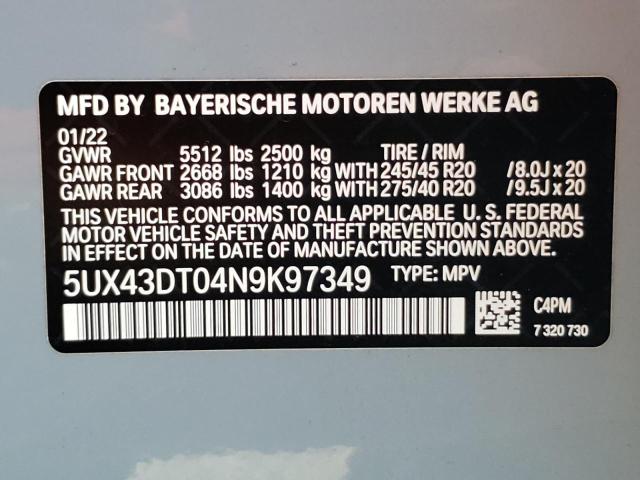 MFD BY BAYERISCHE MOTOREN WERKE AG
01/22
GVWR 5512 lbs 2500 kg TIRE / RIM
GAWR FRONT 2668 lbs 1210 kg WITH 245/45 R20 /8.0J x 20
GAWR REAR 3086 lbs 1400 kg WITH 275/40 R20 /9.5J x 20
THIS VEHICLE CONFORMS TO ALL APPLICABLE U. S. FEDERAL
MOTOR VEHICLE SAFETY AND THEFT PREVENTION STANDARDS
IN EFFECT ON THE DATE OF MANUFACTURE SHOWN ABOVE.
5UX43DT04N9K97349 TYPE: MPV
C4PM
7 320 730